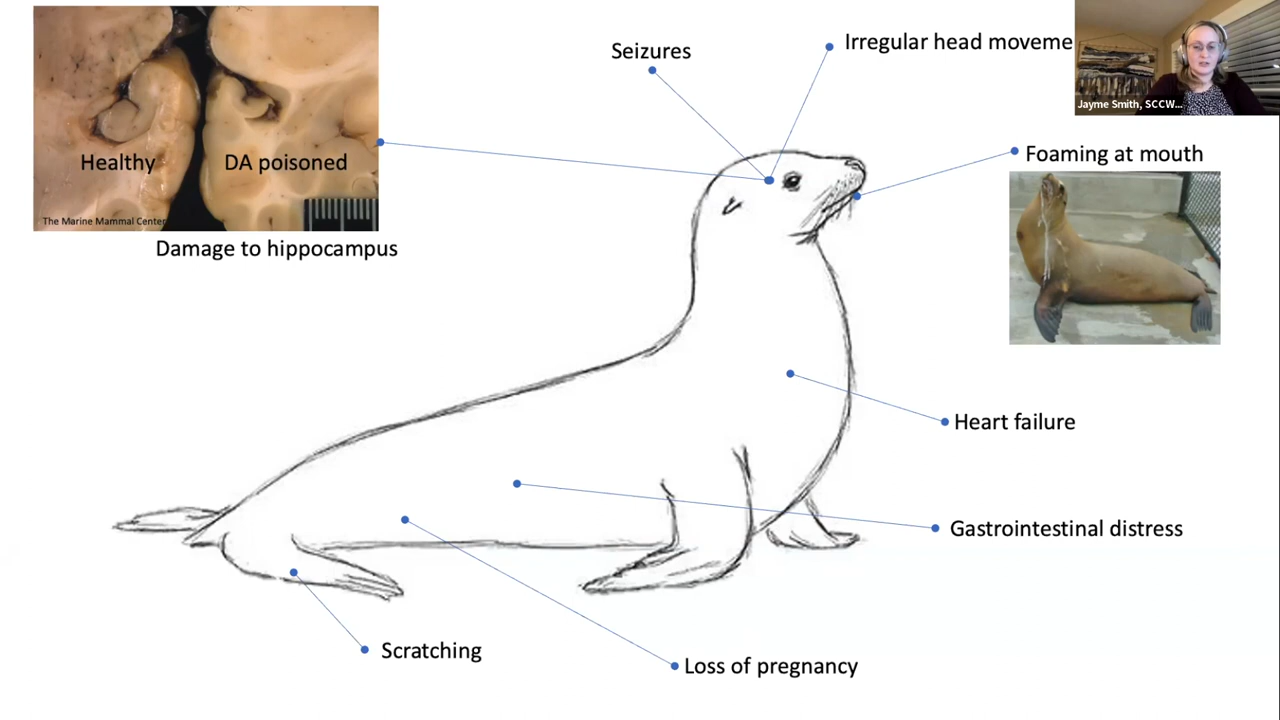 Seizures
Irregular head moveme
Jayme Smith, SCCW...
Healthy
DA poisoned
The Marine Mammal Center
Damage to hippocampus
Foaming at mouth
Heart failure
Gastrointestinal distress
Scratching
Loss of pregnancy